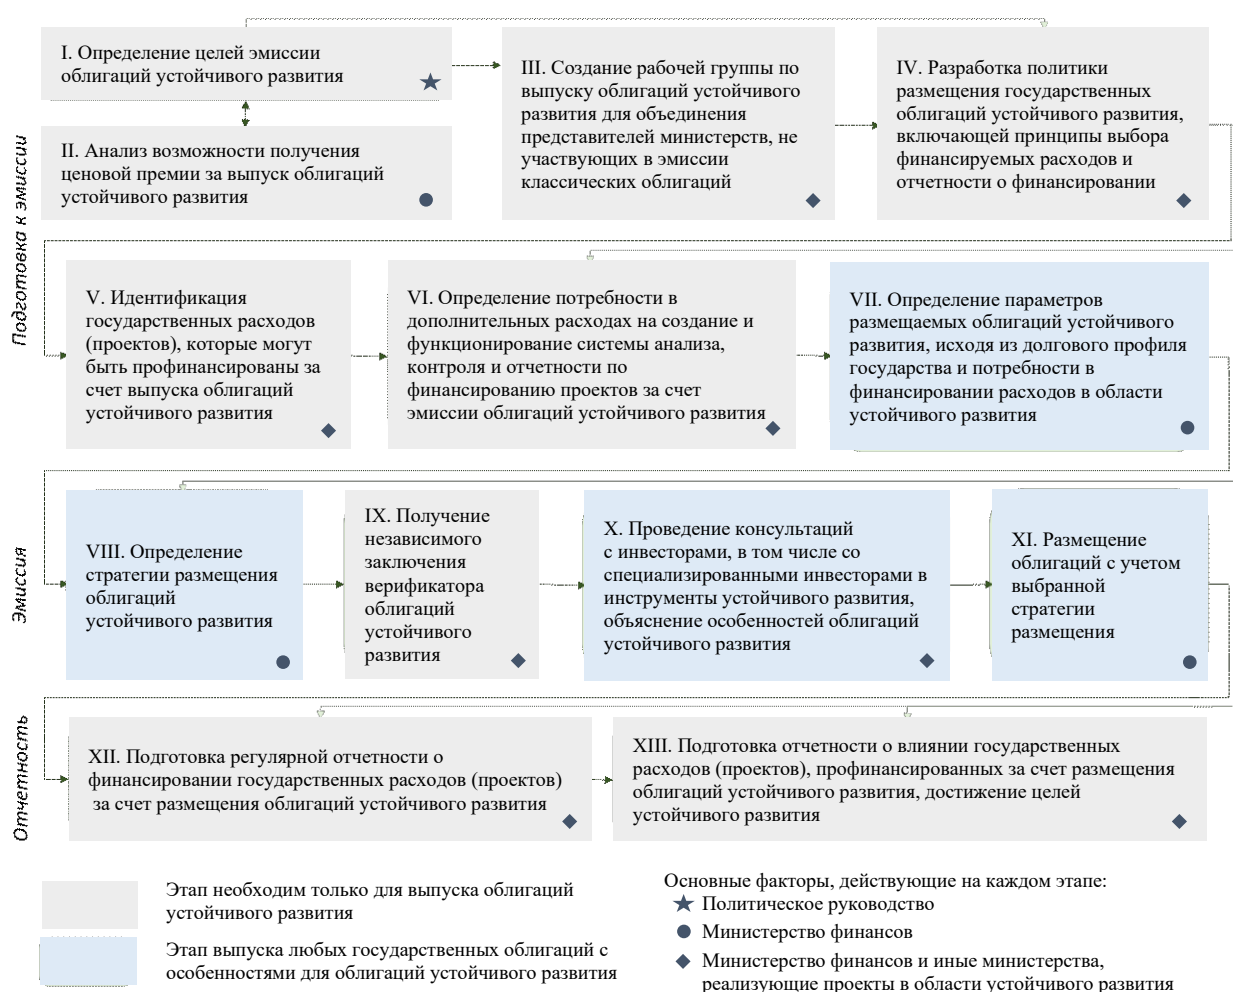 Подготовка к эмиссии
I. Определение целей эмиссии
облигаций устойчивого развития
II. Анализ возможности получения
ценовой премии за выпуск облигаций
устойчивого развития
III. Создание рабочей группы по
выпуску облигаций устойчивого
развития для объединения
представителей министерств, не
участвующих в эмиссии
классических облигаций
IV. Разработка политики
размещения государственных
облигаций устойчивого развития,
включающей принципы выбора
финансируемых расходов и
отчетности о финансировании
V. Идентификация
государственных расходов
(проектов), которые могут
быть профинансированы за
счет выпуска облигаций
устойчивого развития
VI. Определение потребности в
дополнительных расходах на создание и
функционирование системы анализа,
контроля и отчетности по
финансированию проектов за счет
эмиссии облигаций устойчивого развития
VII. Определение параметров
размещаемых облигаций устойчивого
развития, исходя из долгового профиля
государства и потребности в
финансировании расходов в области
устойчивого развития
Эмиссия
VIII. Определение
стратегии размещения
облигаций
устойчивого развития
IX. Получение
независимого
заключения
верификатора
облигаций
устойчивого
развития
X. Проведение консультаций
с инвесторами, в том числе со
специализированными инвесторами в
инструменты устойчивого развития,
объяснение особенностей облигаций
устойчивого развития
XI. Размещение
облигаций с учетом
выбранной
стратегии
размещения
Отчетность
XII. Подготовка регулярной отчетности о
финансировании государственных расходов (проектов)
за счет размещения облигаций устойчивого развития
XIII. Подготовка отчетности о влиянии государственных
расходов (проектов), профинансированных за счет размещения
облигаций устойчивого развития, достижение целей
устойчивого развития
Этап необходим только для выпуска облигаций
устойчивого развития
Этап выпуска любых государственных облигаций с
особенностями для облигаций устойчивого развития
Основные факторы, действующие на каждом этапе:
Политическое руководство
Министерство финансов
Министерство финансов и иные министерства,
реализующие проекты в области устойчивого развития